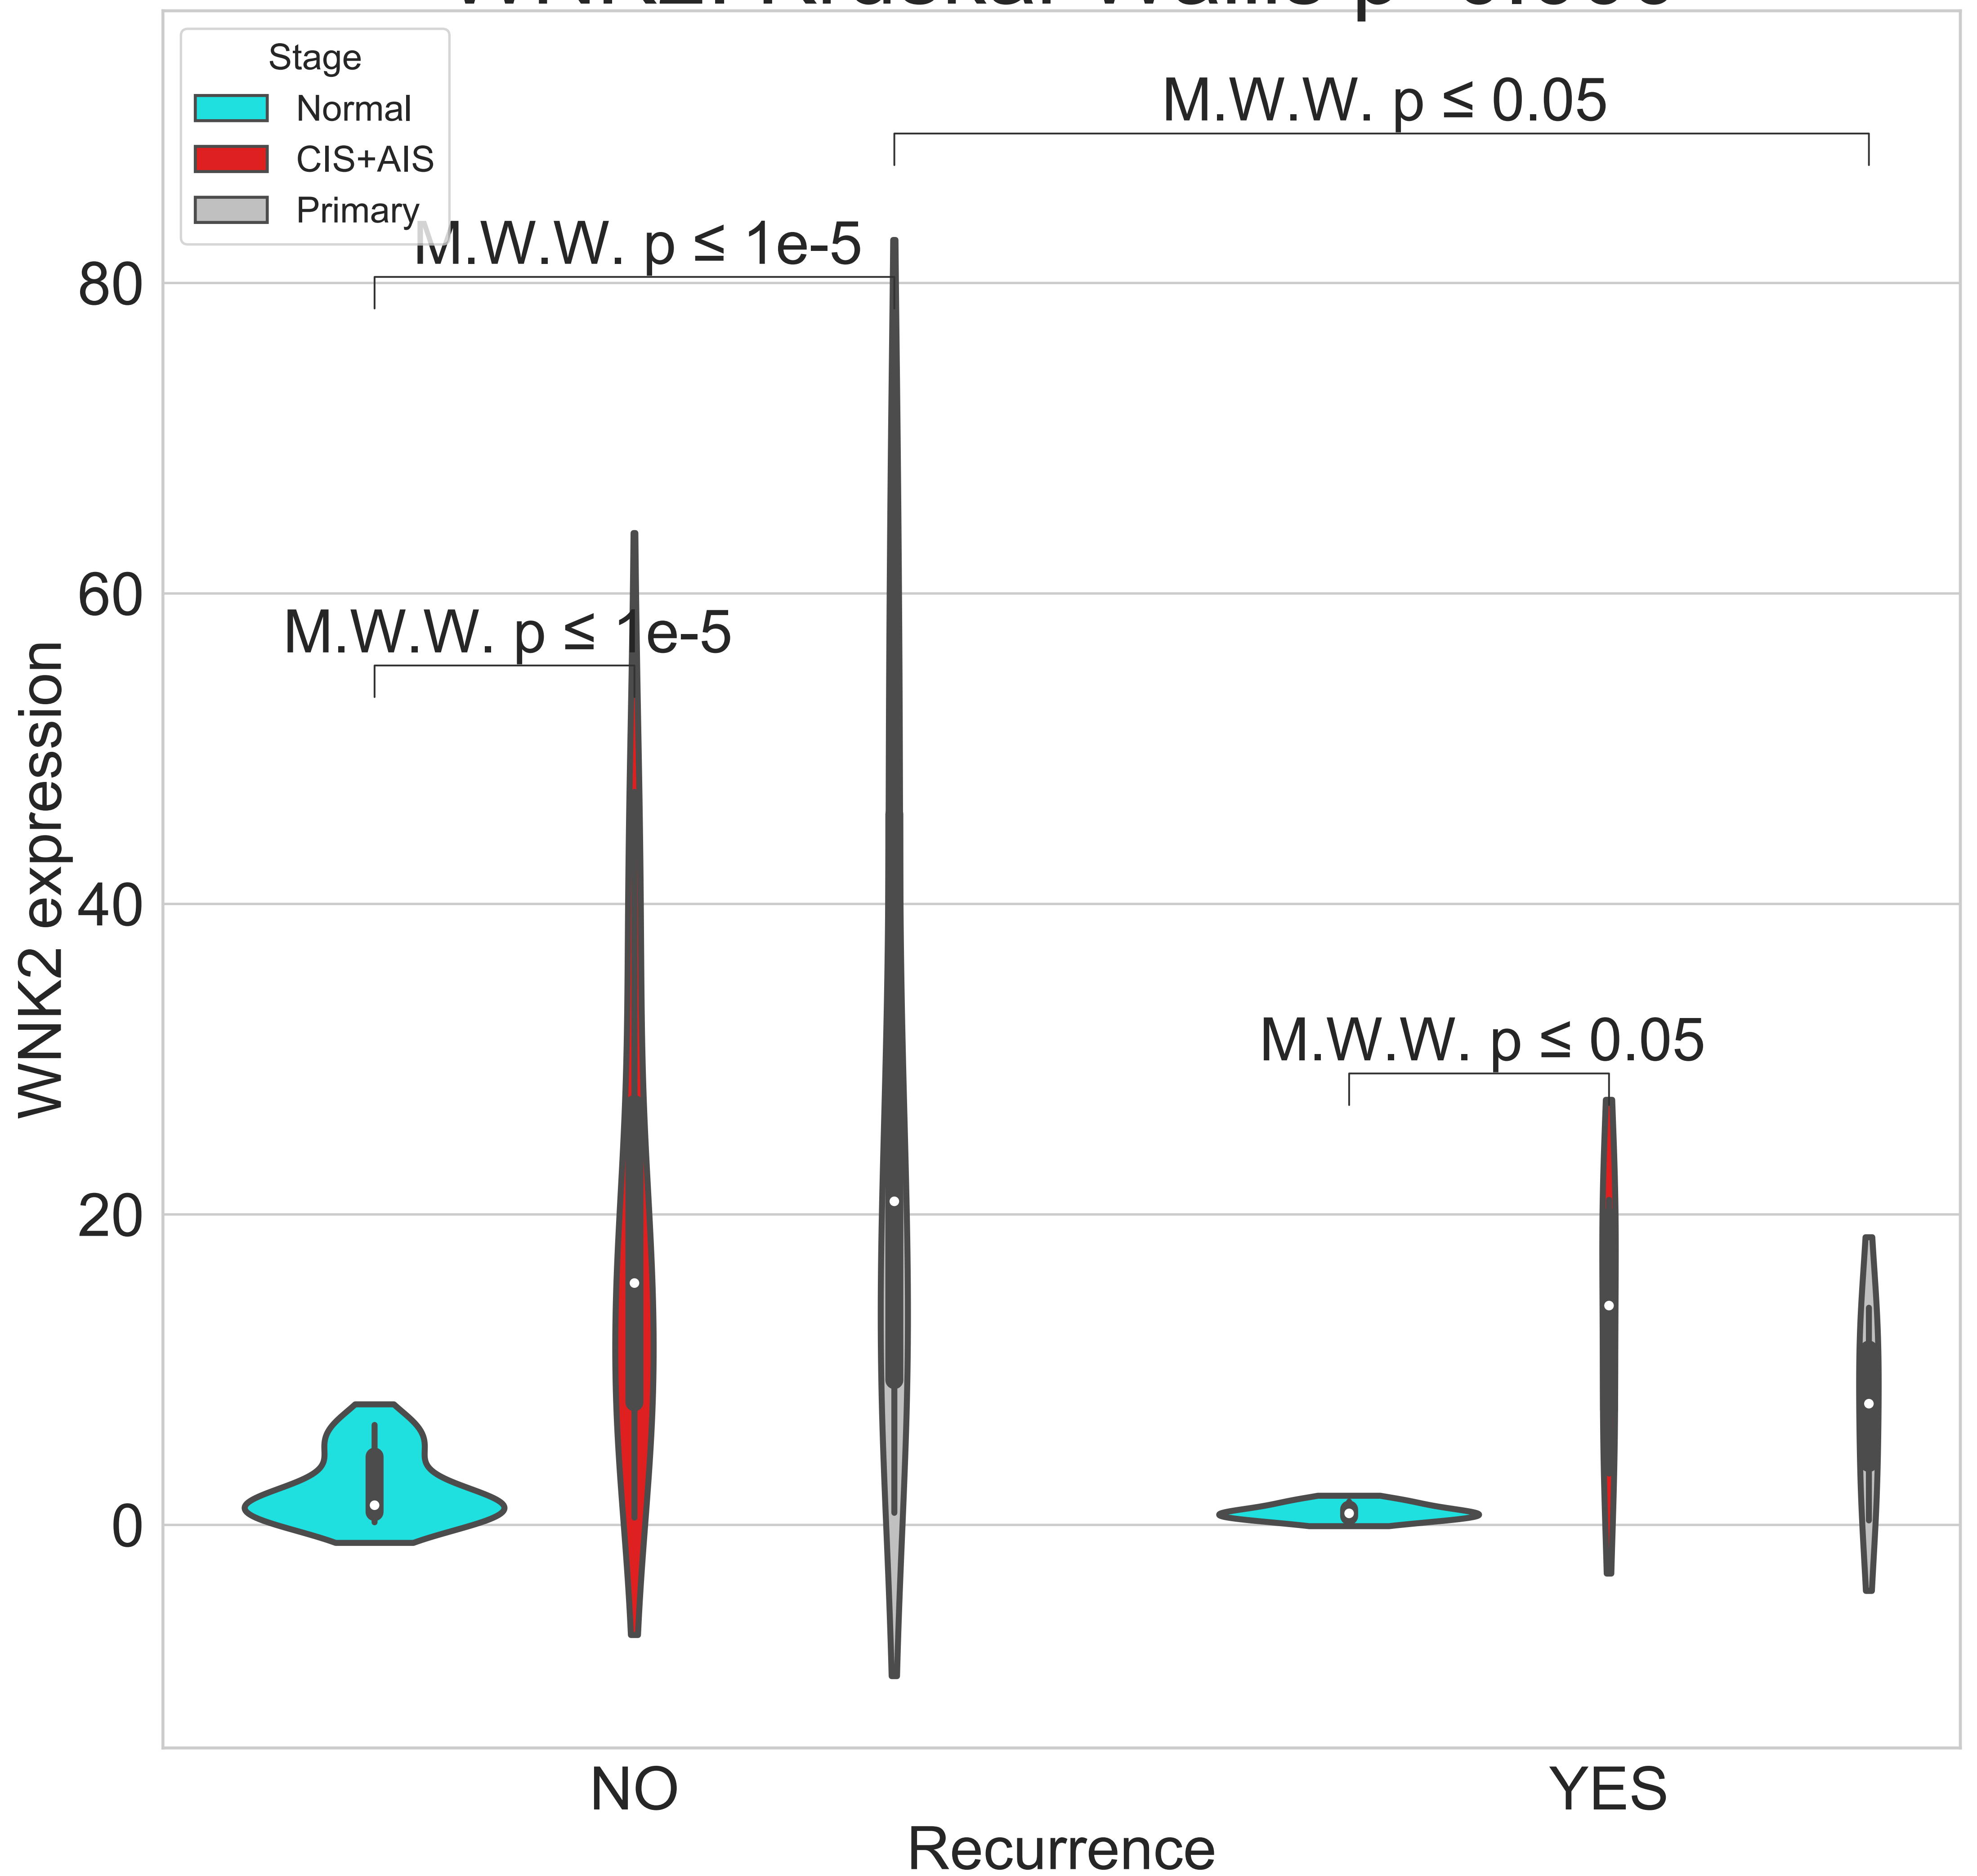 Stage
Normal
CIS+AIS
Primary
M.W.W. p ≤ 0.05
M.W.W. p ≤ 1e-5
M.W.W. p ≤ 1e-5
M.W.W. p ≤ 0.05
80
60
40
20
0
WNK2 expression
NO
YES
Recurrence